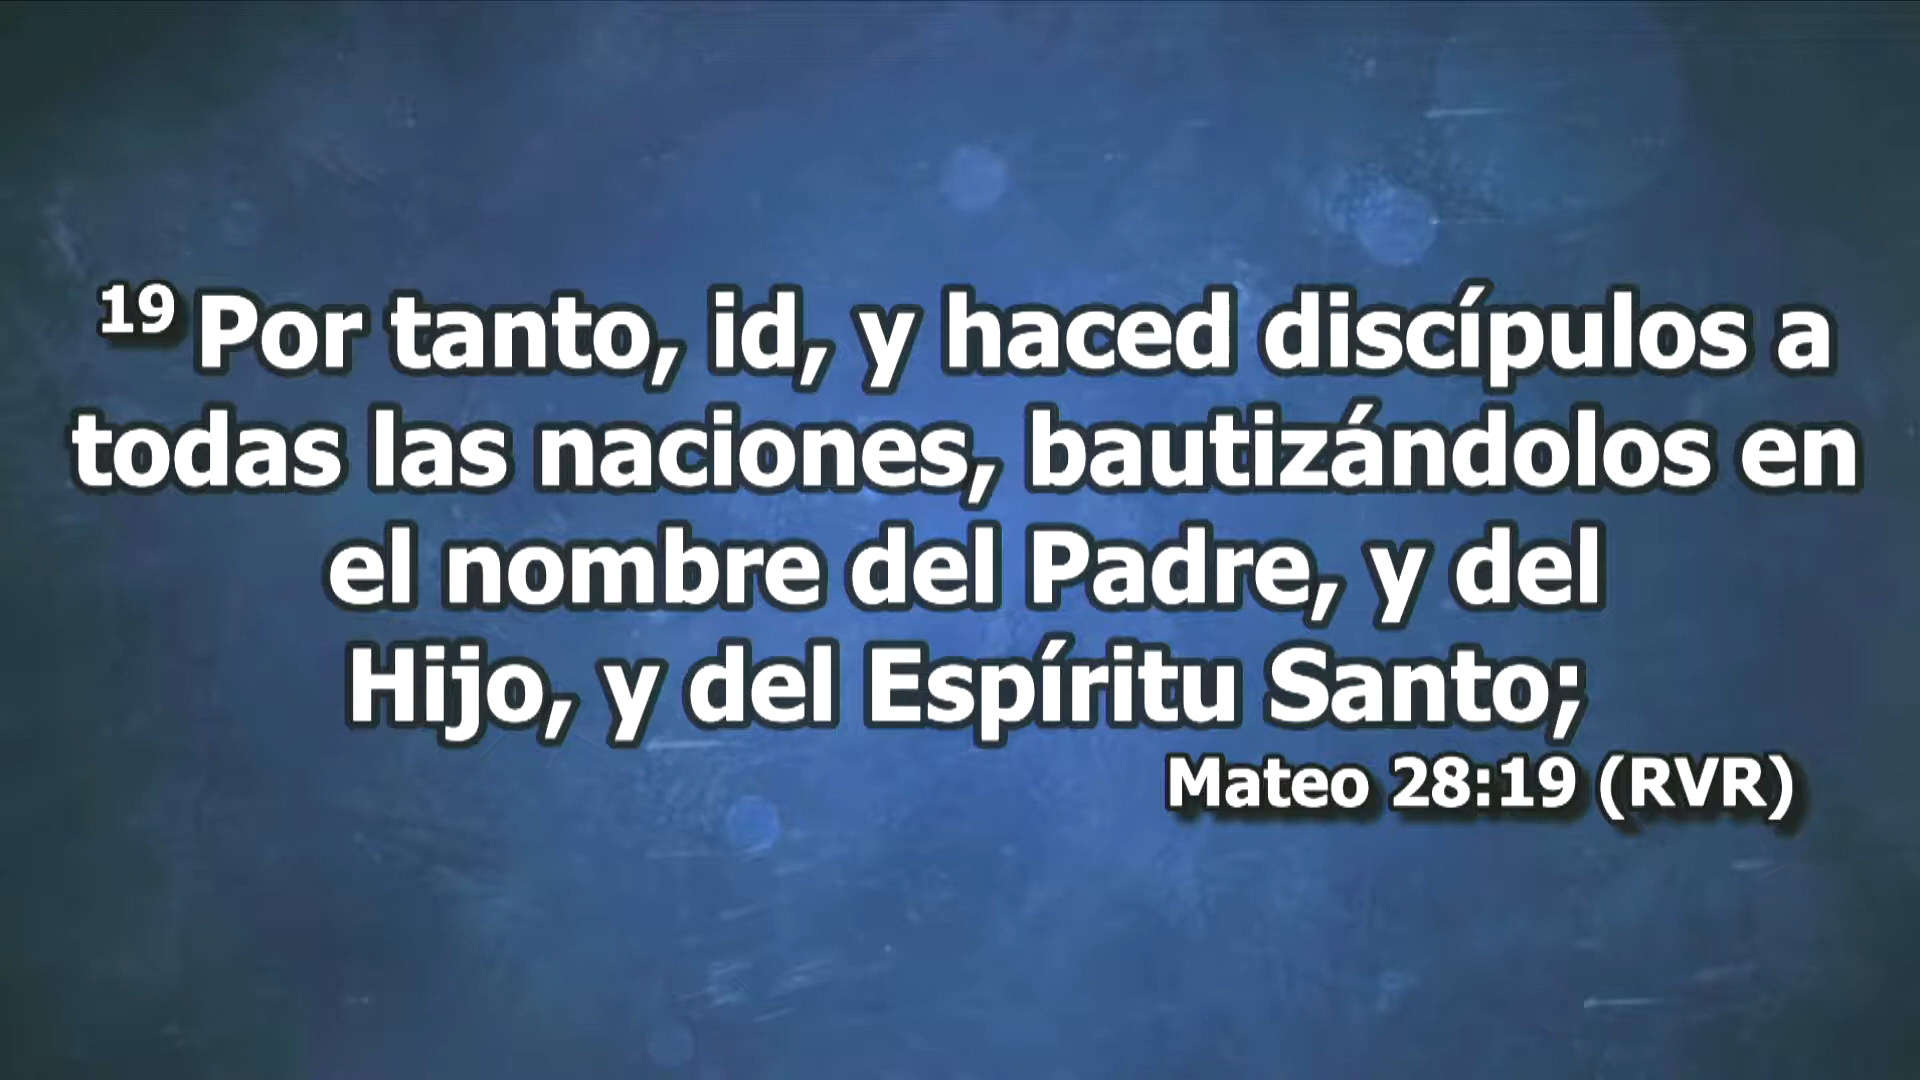 19 Por tanto, id, y haced discípulos a
todas las naciones, bautizándolos en
el nombre del Padre, y del
Hijo, y del Espíritu Santo;
Mateo 28:19 (RVR)